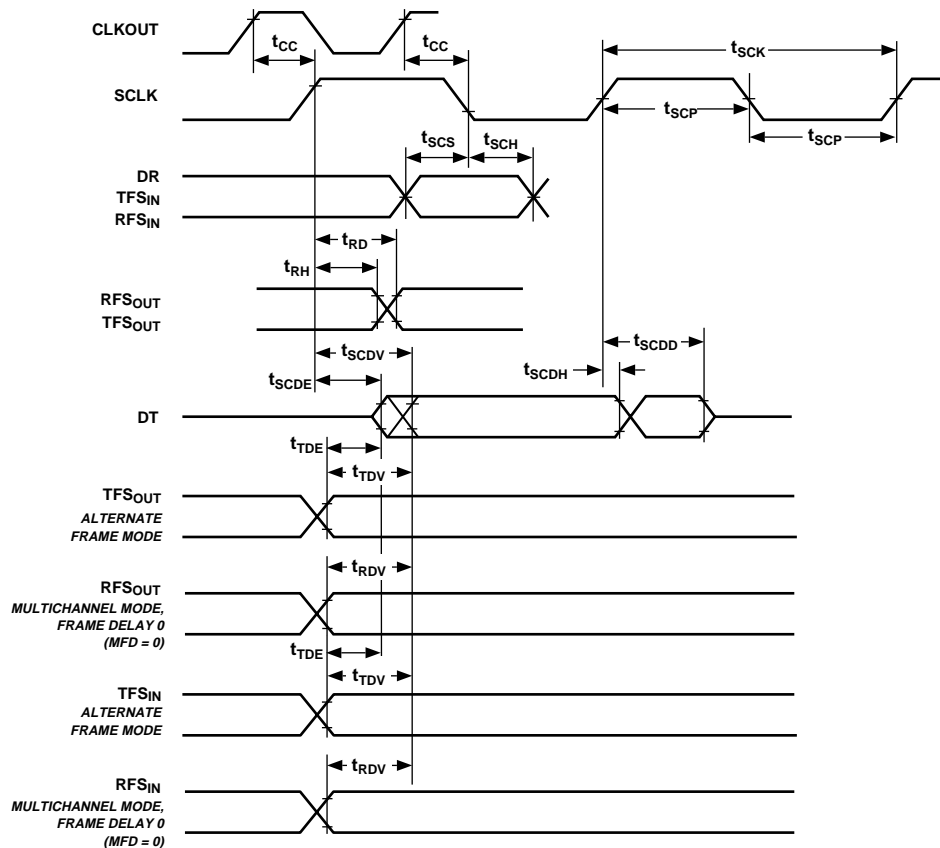 CLKOUT
tCC
tCC
tSCK
SCLK
tSCP
tSCP
tSCS
tSCH
DR
TFSIN
RFSIN
tRD
tRH
RFSOUT
TFSOUT
tSCDV
tSCDD
tSCDH
tSCDE
DT
tTDE
tTDV
TFSOUT
ALTERNATE
FRAME MODE
tRDV
RFSOUT
MULTICHANNEL MODE,
FRAME DELAY 0
(MFD = 0)
tTDE
tTDV
TFSIN
ALTERNATE
FRAME MODE
tRDV
RFSIN
MULTICHANNEL MODE,
FRAME DELAY 0
(MFD = 0)